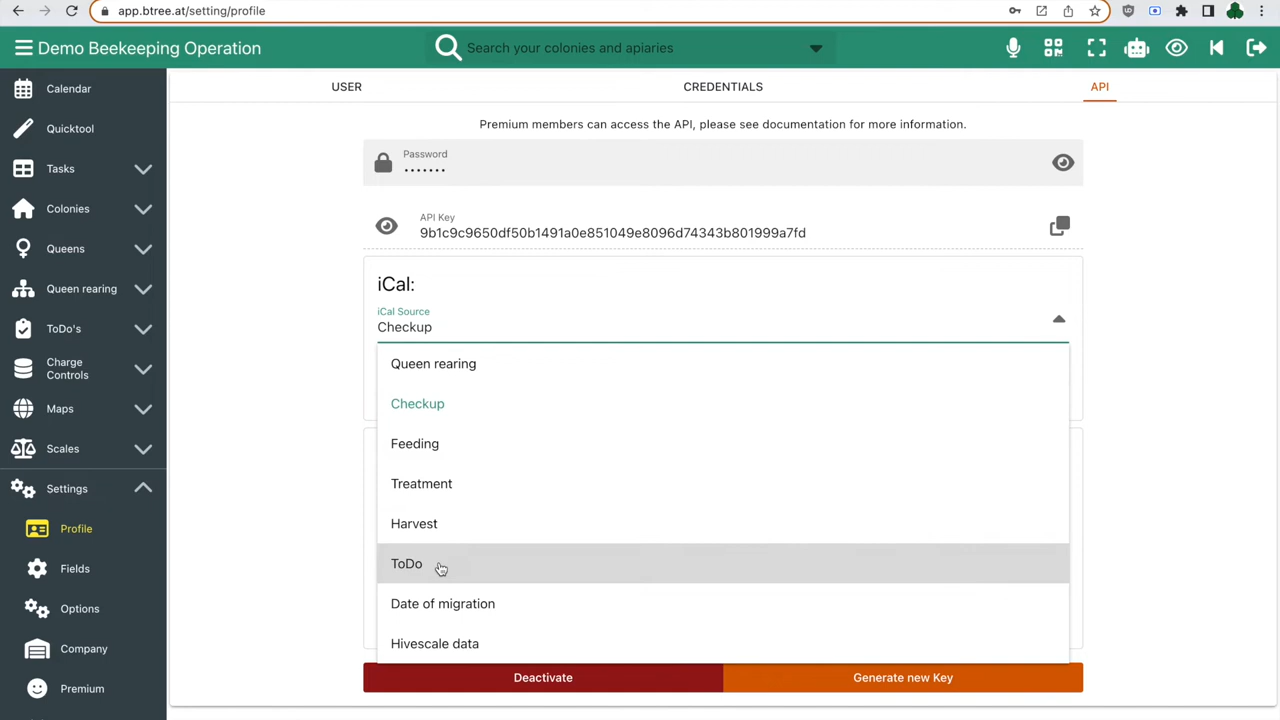 app.btree.at/setting/profile
Demo Beekeeping Operation
Search your colonies and apiaries
Calendar
Quicktool
Tasks
Colonies
Queens
Queen rearing
ToDo's
Charge
Controls
Maps
Scales
Settings
Profile
Fields
Options
Company
Premium
USER
CREDENTIALS
API
Premium members can access the API, please see documentation for more information.
Password
•••••••
API Key
9b1c9c9650df50b1491a0e851049e8096d74343b801999a7fd
iCal:
iCal Source
Checkup
Queen rearing
Checkup
Feeding
Treatment
Harvest
ToDo
Date of migration
Hivescale data
Deactivate
Generate new Key